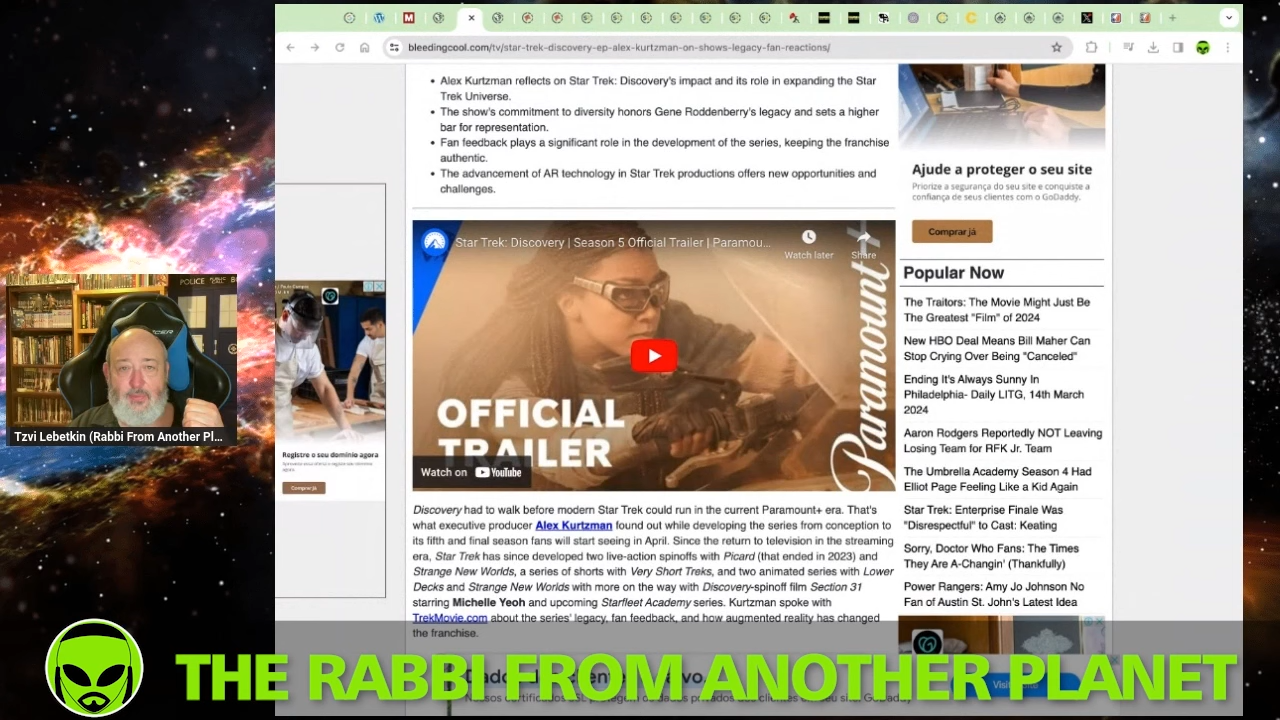 bleedingcool.com/tv/star-trek-discovery-ep-alex-kurtzman-on-shows-legacy-fan-reactions/
Alex Kurtzman reflects on Star Trek: Discovery's impact and its role in expanding the Star
Trek Universe.
The show's commitment to diversity honors Gene Roddenberry's legacy and sets a higher
bar for representation.
Fan feedback plays a significant role in the development of the series, keeping the franchise
authentic.
The advancement of AR technology in Star Trek productions offers new opportunities and
challenges.
Star Trek: Discovery | Season 5 Official Trailer | Paramou...
Watch later
Share
Paramount
OFFICIAL
TRAILER
Watch on YouTube
Discovery had to walk before modern Star Trek could run in the current Paramount+ era. That's
what executive producer Alex Kurtzman found out while developing the series from conception to
its fifth and final season fans will start seeing in April. Since the return to television in the streaming
era, Star Trek has since developed two live-action spinoffs with Picard (that ended in 2023) and
Strange New Worlds, a series of shorts with Very Short Treks, and two animated series with Lower
Decks and Strange New Worlds with more on the way with Discovery-spinoff film Section 31
starring Michelle Yeoh and upcoming Starfleet Academy series. Kurtzman spoke with
TrekMovie.com about the series' legacy, fan feedback, and how augmented reality has changed
the franchise.
Ajude a proteger o seu site
Priorize a segurança do seu site e conquiste a
confiança de seus clientes com o GoDaddy.
Comprar já
Popular Now
The Traitors: The Movie Might Just Be
The Greatest "Film" of 2024
New HBO Deal Means Bill Maher Can
Stop Crying Over Being "Canceled"
Ending It's Always Sunny In
Philadelphia- Daily LITG, 14th March
2024
Aaron Rodgers Reportedly NOT Leaving
Losing Team for RFK Jr. Team
The Umbrella Academy Season 4 Had
Elliot Page Feeling Like a Kid Again
Star Trek: Enterprise Finale Was
"Disrespectful" to Cast: Keating
Sorry, Doctor Who Fans: The Times
They Are A-Changin' (Thankfully)
Power Rangers: Amy Jo Johnson No
Fan of Austin St. John's Latest Idea
Registre o seu domínio agora
Comprar já
POLICE
Tzvi Lebetkin (Rabbi From Another Pl...
THE RABBI FROM ANOTHER PLANET